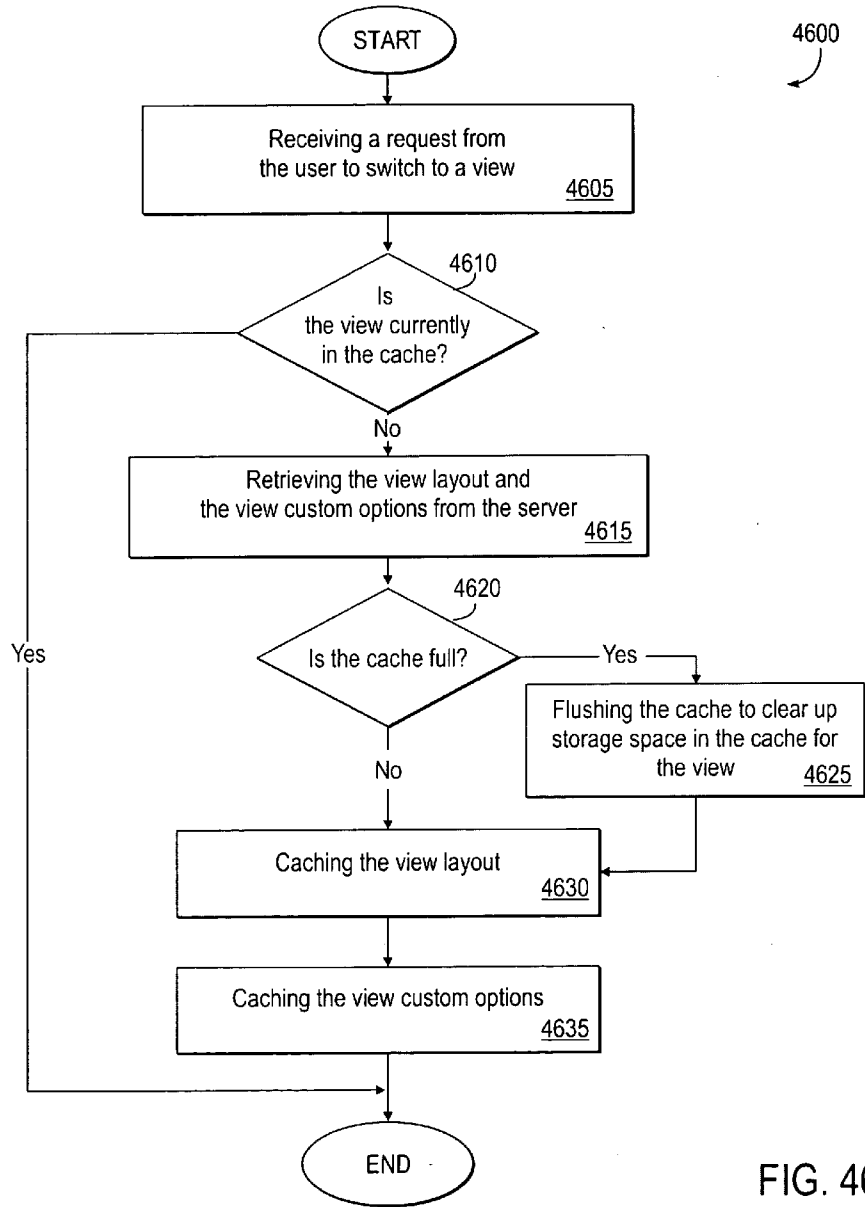 START
4600
Receiving a request from
the user to switch to a view
4605
4610
Is
the view currently
in the cache?
No
Retrieving the view layout and
the view custom options from the server
4615
4620
Is the cache full?
Yes
Yes
Flushing the cache to clear up
storage space in the cache for
the view
4625
No
Caching the view layout
4630
Caching the view custom options
4635
END
FIG. 46